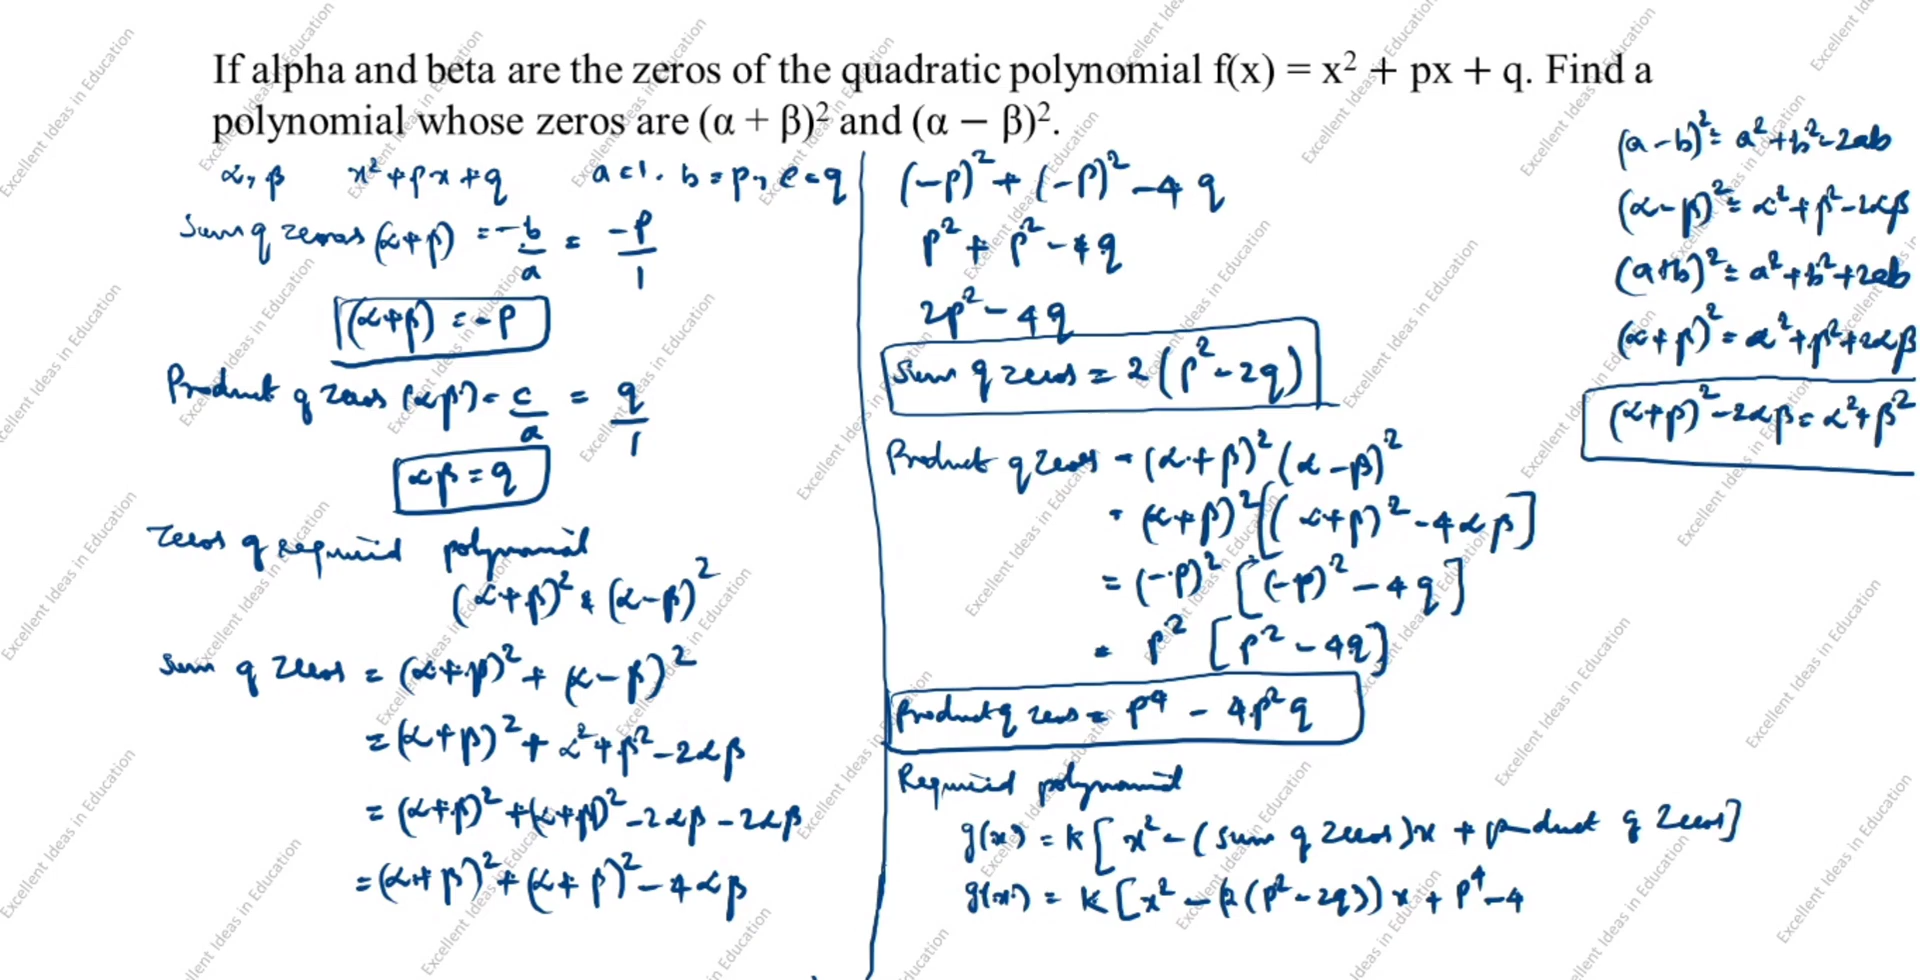 If alpha and beta are the zeros of the quadratic polynomial f(x) = x² + px + q. Find a
polynomial whose zeros are (α + β)² and (α − β)².
α, β x² + px + q a=1, b=p, c=q
Sum of zeros (α+β) = -b/a = -p/1
(α+β) = -p
Product of zeros (αβ) = c/a = q/1
αβ = q
Zeros of required polynomial
(α+β)² & (α-β)²
Sum of zeros = (α+β)² + (α-β)²
= (α+β)² + α²+β²-2αβ
= (α+β)² + (α+β)² -2αβ -2αβ
= (α+β)² + (α+β)² - 4αβ
(-p)² + (-p)² - 4q
p² + p² - 4q
2p² - 4q
Sum of zeros = 2(p²-2q)
Product of zeros = (α+β)² (α-β)²
= (α+β)² [(α+β)² - 4αβ]
= (-p)² [(-p)² - 4q]
= p² [p² - 4q]
Product of zeros = p⁴ - 4p²q
Required polynomial
g(x) = k[x² - (sum of zeros)x + product of zeros]
g(x) = k[x² - (2(p²-2q))x + p⁴-4
(a-b)² = a²+b²-2ab
(α-β)² = α²+β²-2αβ
(a+b)² = a²+b²+2ab
(α+β)² = α²+β²+2αβ
(α+β)²-2αβ = α²+β²
Excellent Ideas in Education